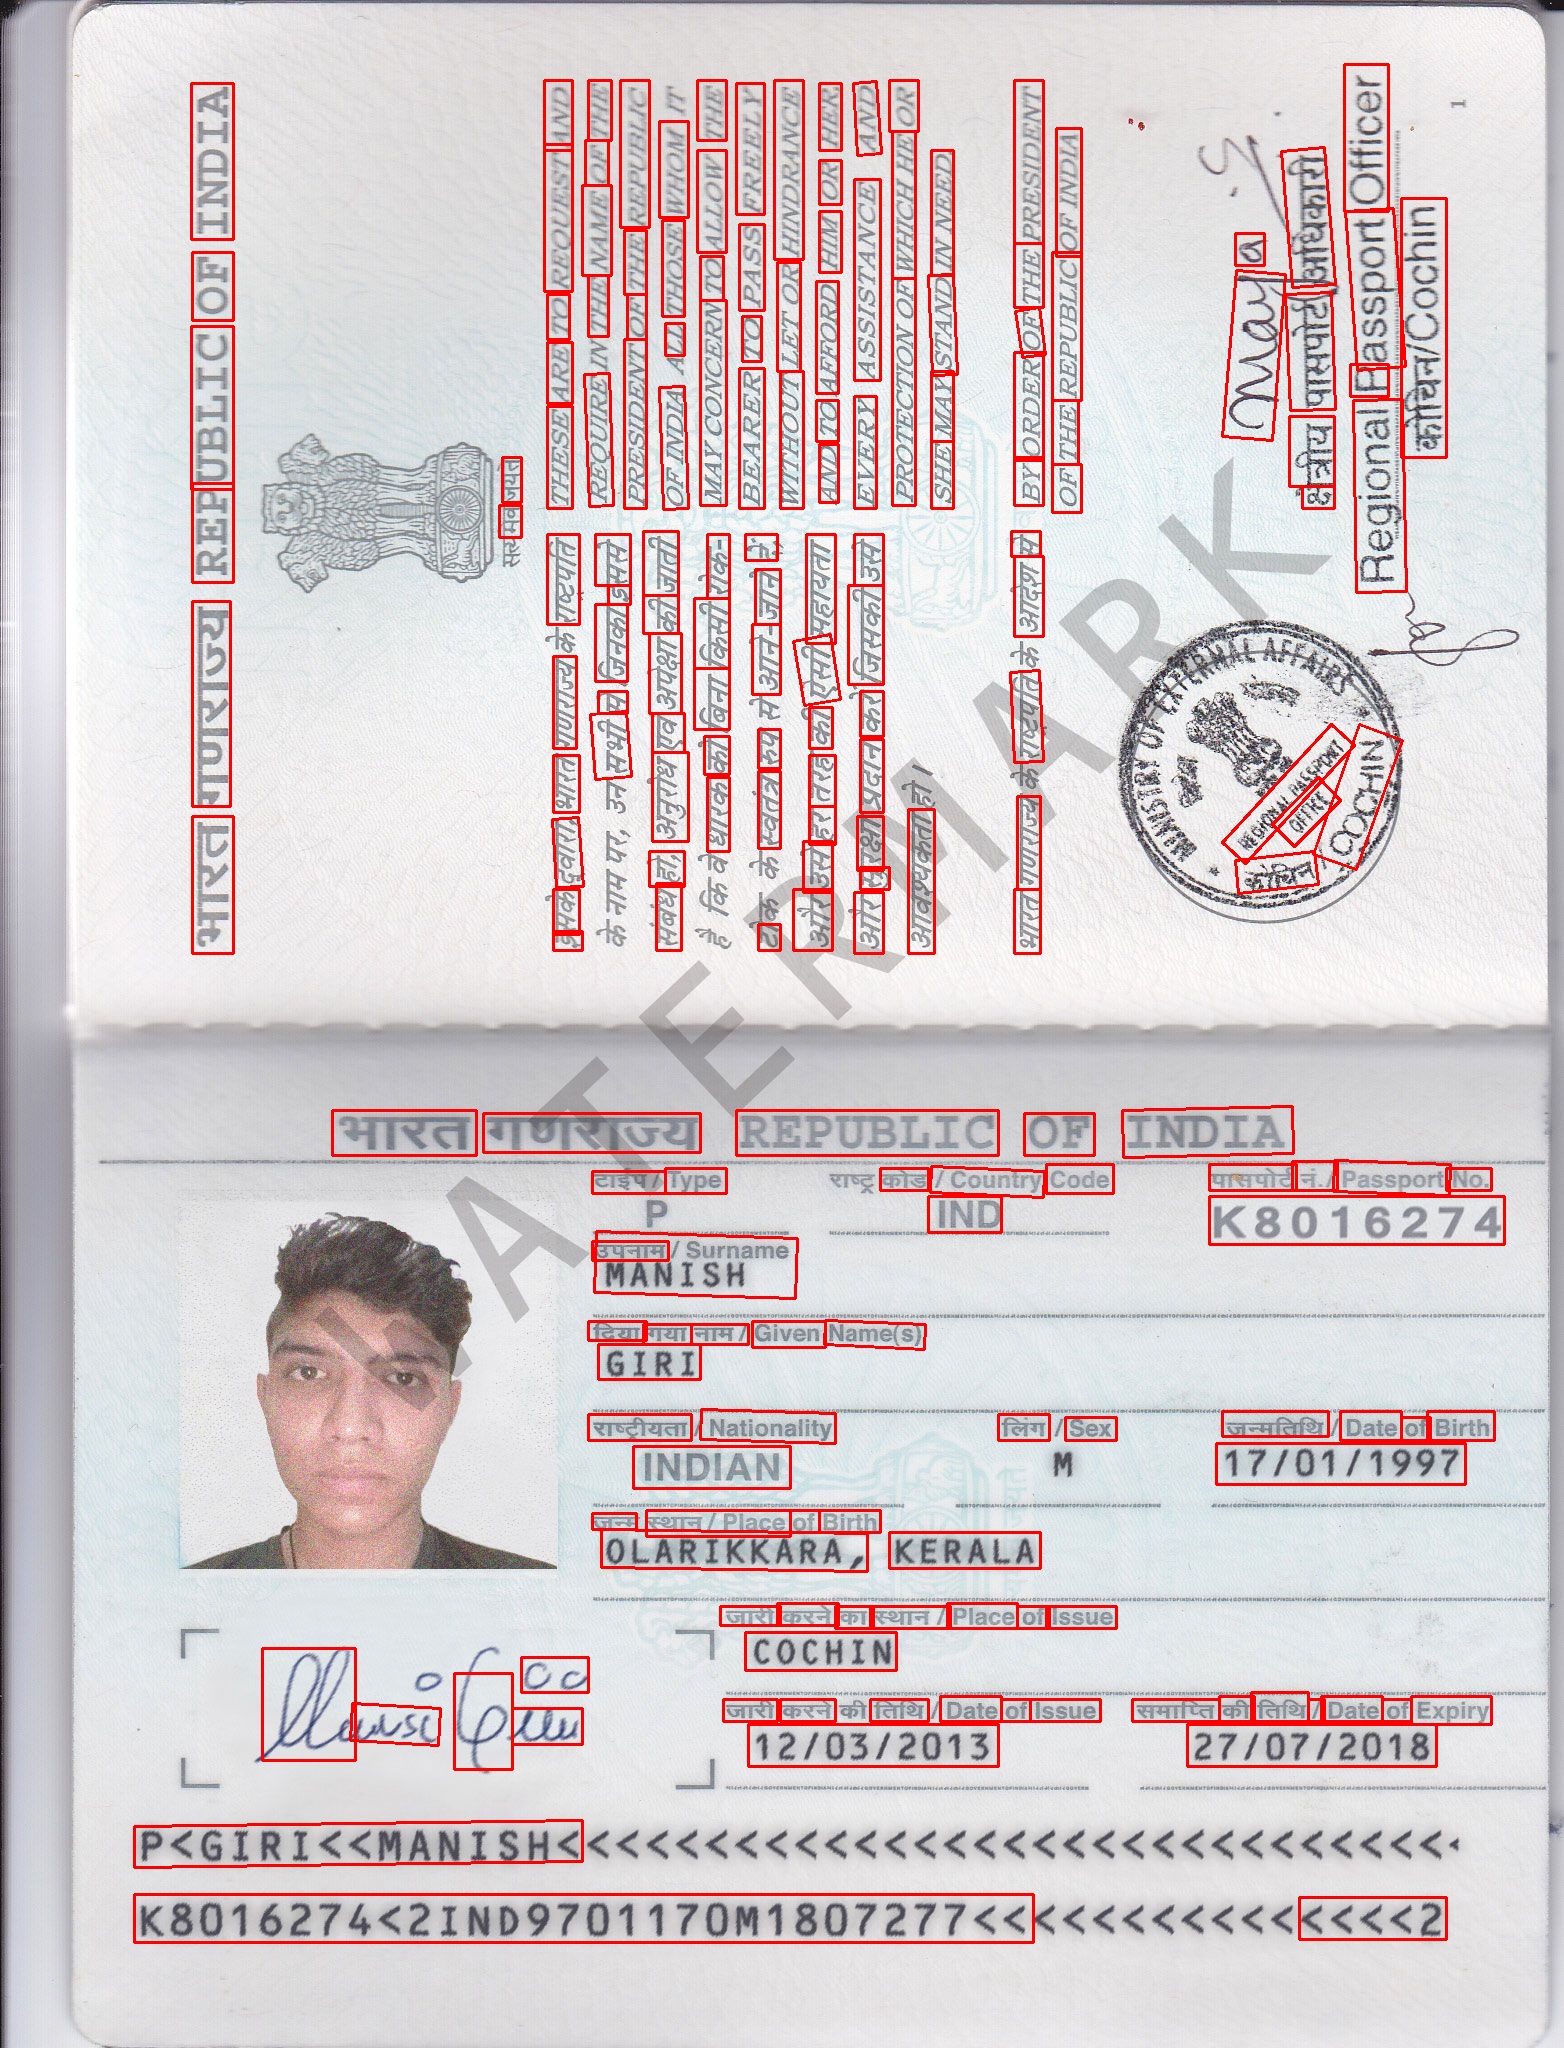 भारत गणराज्य REPUBLIC OF INDIA
सत्यमेव जयते
THESE ARE TO REQUEST AND
REQUIRE IN THE NAME OF THE
PRESIDENT OF THE REPUBLIC
OF INDIA ALL THOSE WHOM IT
MAY CONCERN TO ALLOW THE
BEARER TO PASS FREELY
WITHOUT LET OR HINDRANCE
AND TO AFFORD HIM OR HER,
EVERY ASSISTANCE AND
PROTECTION OF WHICH HE OR
SHE MAY STAND IN NEED
BY ORDER OF THE PRESIDENT
OF THE REPUBLIC OF INDIA
इसके द्वारा, भारत गणराज्य के राष्ट्रपति
के नाम पर, उन सभी से जिनका इससे
संबंध हो, अनुरोध एवं अपेक्षा की जाती
है कि वे धारक को बिना किसी रोक-
टोक के स्वतंत्र रूप से आने-जाने दें,
और उसे हर तरह की ऐसी सहायता
और सुरक्षा प्रदान करें जिसकी उसे
आवश्यकता हो।
भारत गणराज्य के राष्ट्रपति के आदेश से
Maya
क्षेत्रीय पासपोर्ट अधिकारी
Regional Passport Officer
कोचिन/Cochin
1
MINISTRY OF EXTERNAL AFFAIRS
REGIONAL PASSPORT
OFFICE
कोचिन / COCHIN
भारत गणराज्य REPUBLIC OF INDIA
टाईप / Type राष्ट्र कोड / Country Code पासपोर्ट नं. / Passport No.
P IND K8016274
उपनाम / Surname
MANISH
दिया गया नाम / Given Name(s)
GIRI
राष्ट्रीयता / Nationality लिंग / Sex जन्मतिथि / Date of Birth
INDIAN M 17/01/1997
जन्म स्थान / Place of Birth
OLARIKKARA, KERALA
जारी करने का स्थान / Place of Issue
COCHIN
जारी करने की तिथि / Date of Issue समाप्ति की तिथि / Date of Expiry
12/03/2013 27/07/2018
P<GIRI<<MANISH<<<<<<<<<<<<<<<<<<<<<<<<<<<<<<
K8016274<2IND9701170M1807277<<<<<<<<<<<<<<<2
WATERMARK